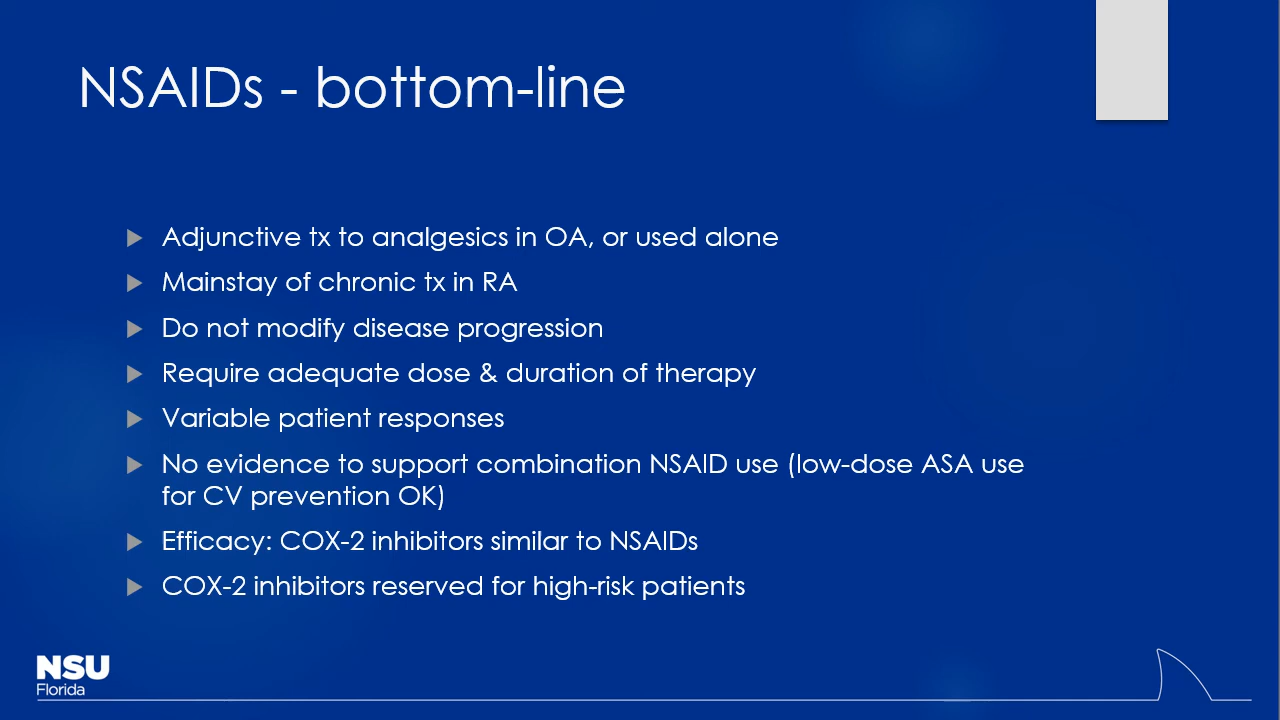 NSAIDs - bottom-line
Adjunctive tx to analgesics in OA, or used alone
Mainstay of chronic tx in RA
Do not modify disease progression
Require adequate dose & duration of therapy
Variable patient responses
No evidence to support combination NSAID use (low-dose ASA use
for CV prevention OK)
Efficacy: COX-2 inhibitors similar to NSAIDs
COX-2 inhibitors reserved for high-risk patients
NSU
Florida